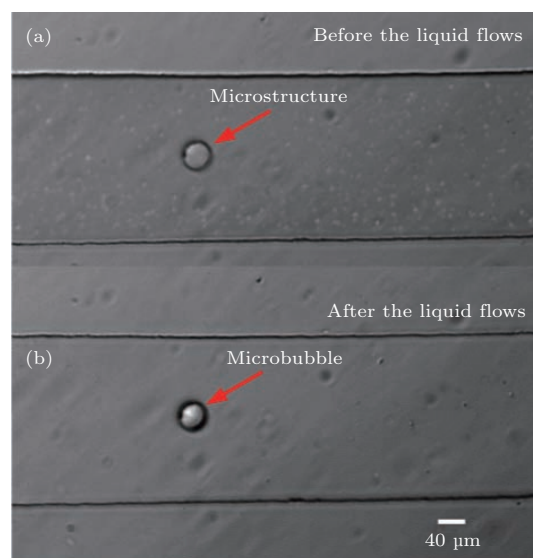 (a)
Before the liquid flows
Microstructure
After the liquid flows
(b)
Microbubble
40 µm